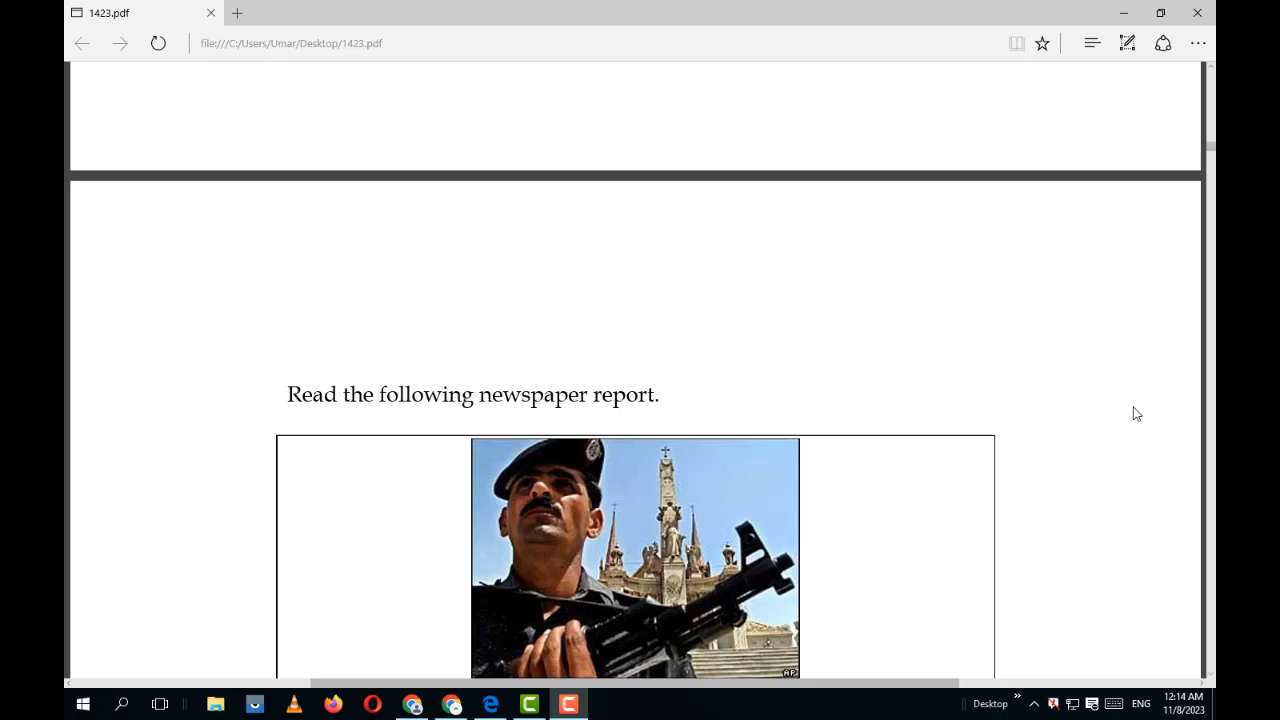 1423.pdf
file:///C:/Users/Umar/Desktop/1423.pdf
Read the following newspaper report.
AP
Desktop
ENG
12:14 AM
11/8/2023